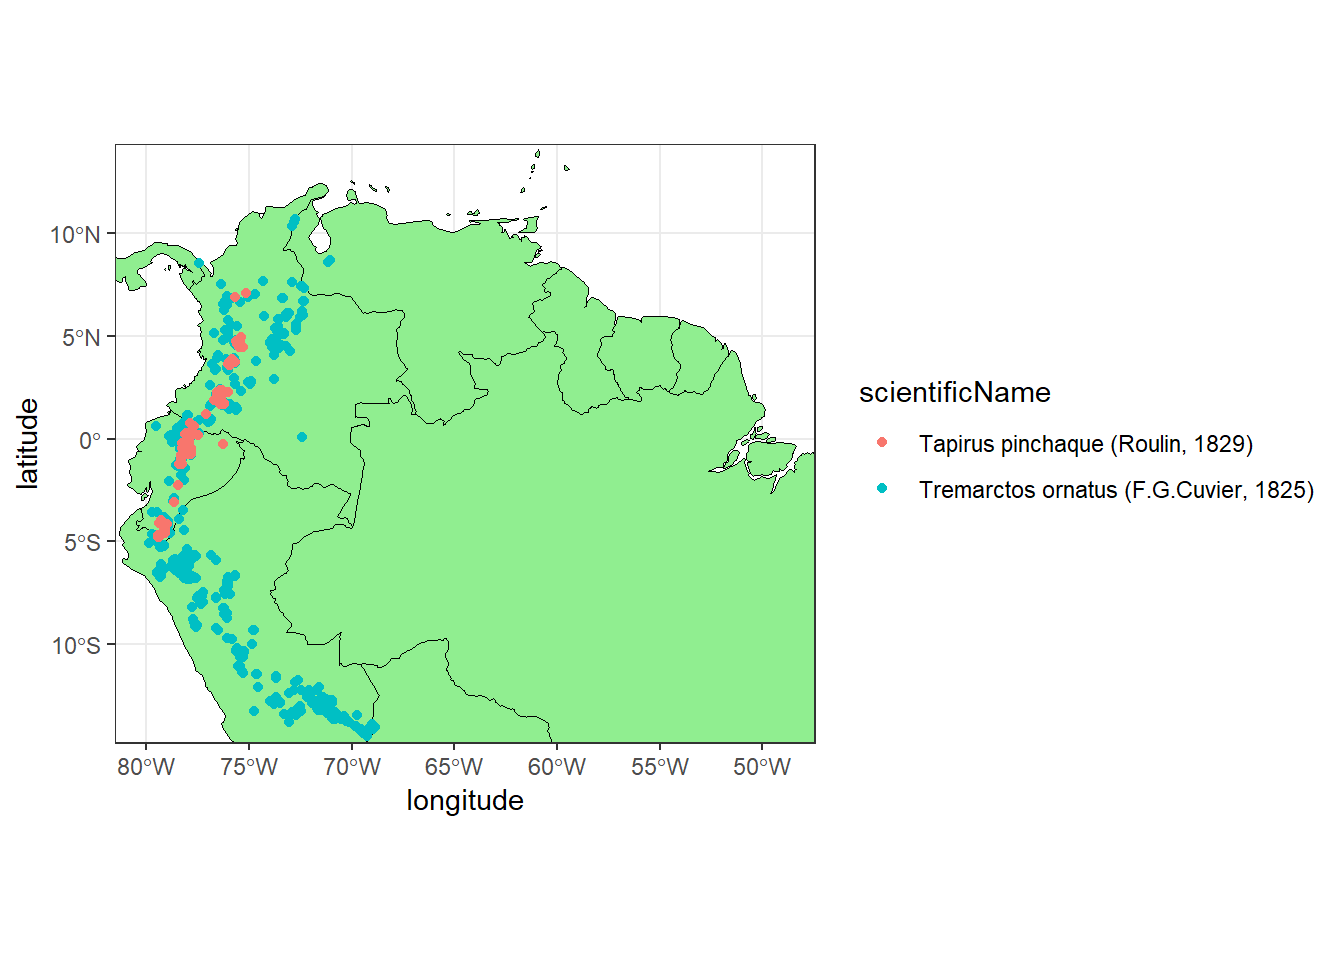 latitude
10°N
5°N
0°
5°S
10°S
80°W 75°W 70°W 65°W 60°W 55°W 50°W
longitude
scientificName
Tapirus pinchaque (Roulin, 1829)
Tremarctos ornatus (F.G.Cuvier, 1825)